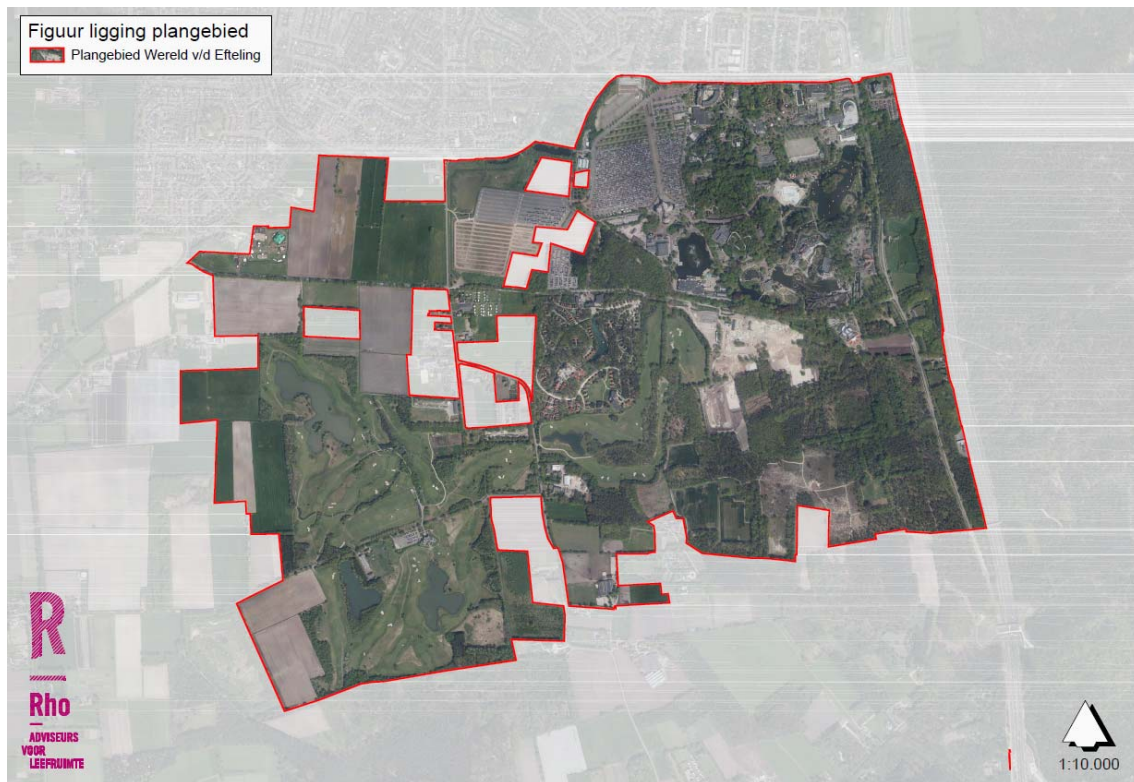 Figuur ligging plangebied
Plangebied Wereld v/d Efteling
R
Rho
ADVISEURS
VOOR
LEEFRUIMTE
1:10.000